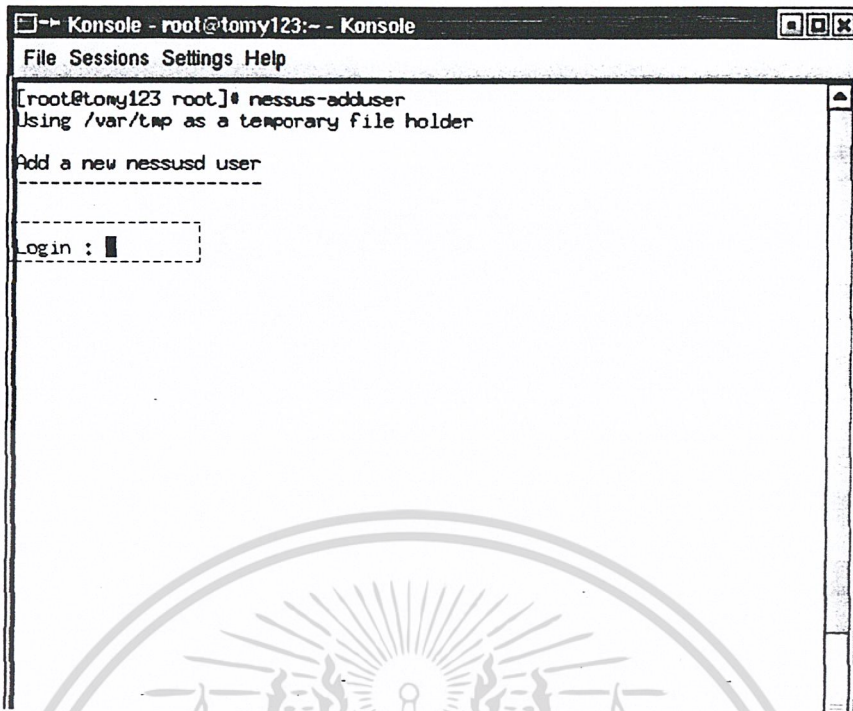 Konsole - root@tomy123:~ - Konsole
File Sessions Settings Help
[root@tomy123 root]# nessus-adduser
Using /var/tmp as a temporary file holder
Add a new nessusd user
----------------------
Login :